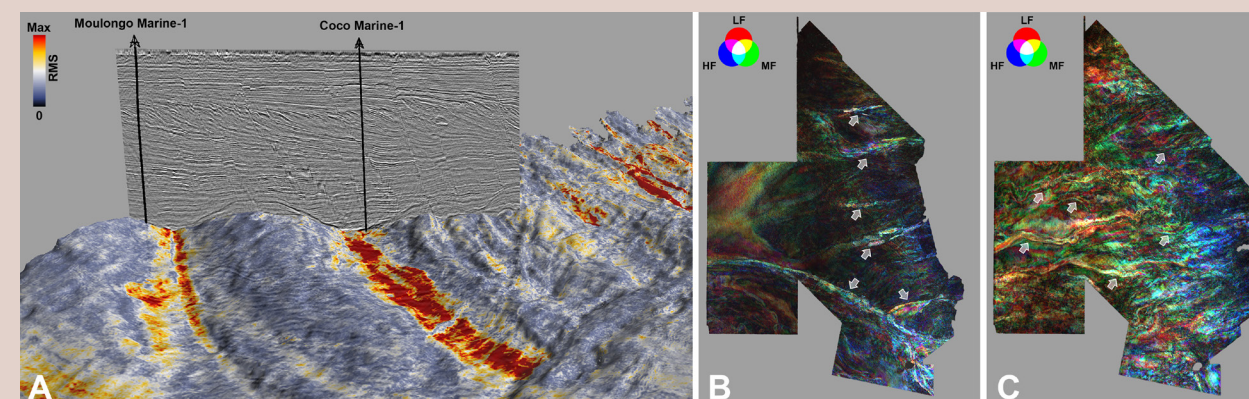 Moulongo Marine-1
Coco Marine-1
Max
RMS
0
A
LF
HF
MF
B
LF
HF
MF
C